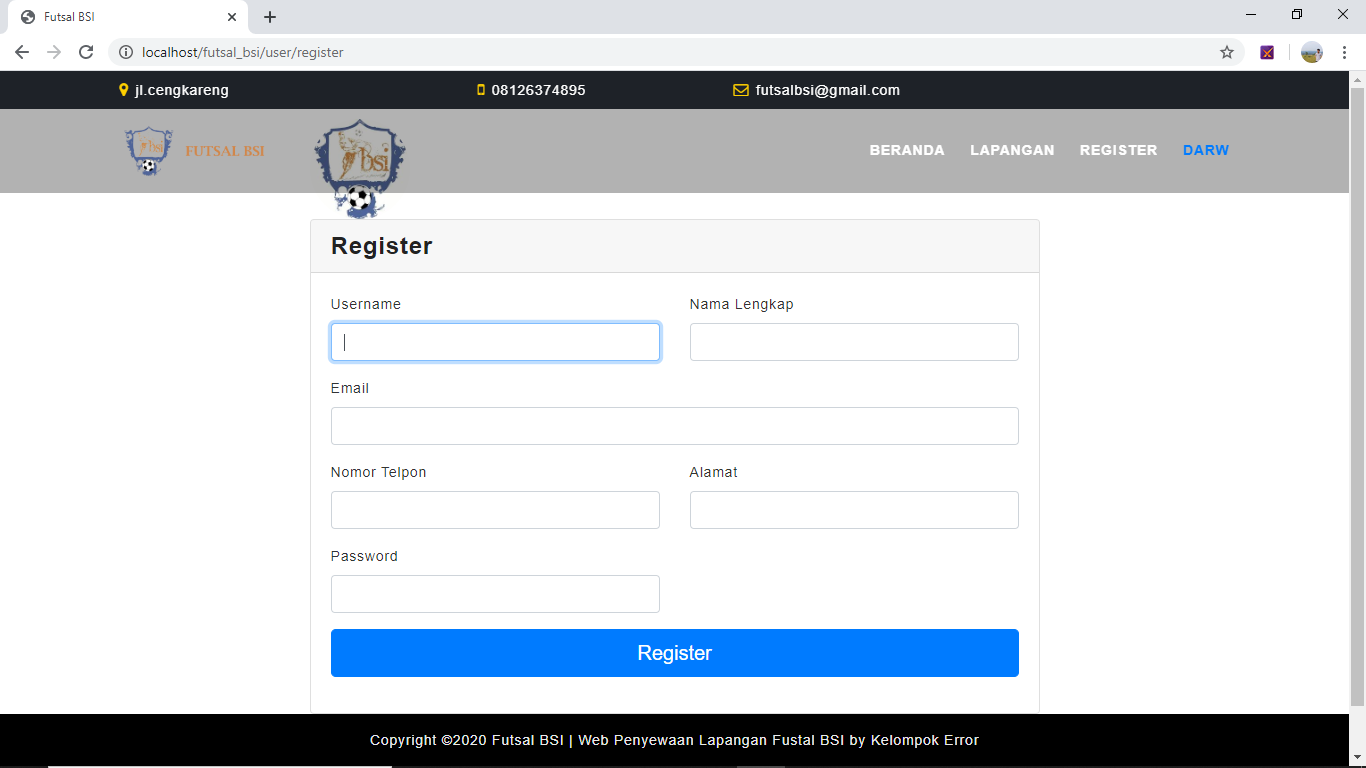 Futsal BSI
localhost/futsal_bsi/user/register
jl.cengkareng 08126374895 futsalbsi@gmail.com
bsi FUTSAL BSI bsi BERANDA LAPANGAN REGISTER DARW
Register
Username Nama Lengkap
Email
Nomor Telpon Alamat
Password
Register
Copyright ©2020 Futsal BSI | Web Penyewaan Lapangan Fustal BSI by Kelompok Error